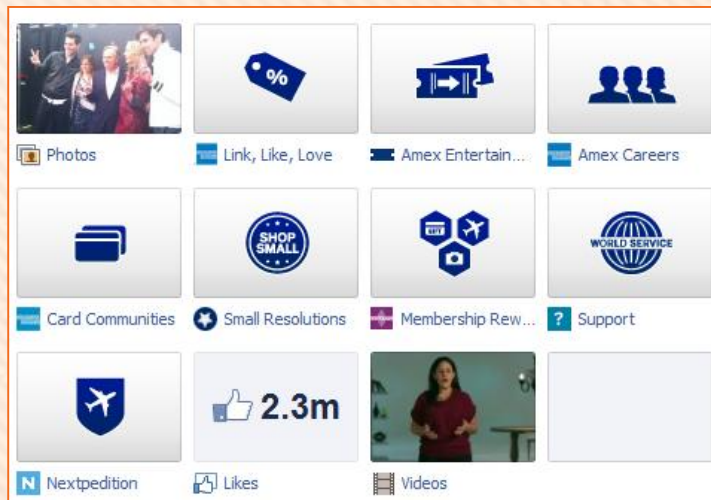 %
Photos
Link, Like, Love
Amex Entertain...
Amex Careers
SHOP
SMALL
WORLD SERVICE
Card Communities
Small Resolutions
Membership Rew...
? Support
2.3m
N Nextpedition
Likes
Videos